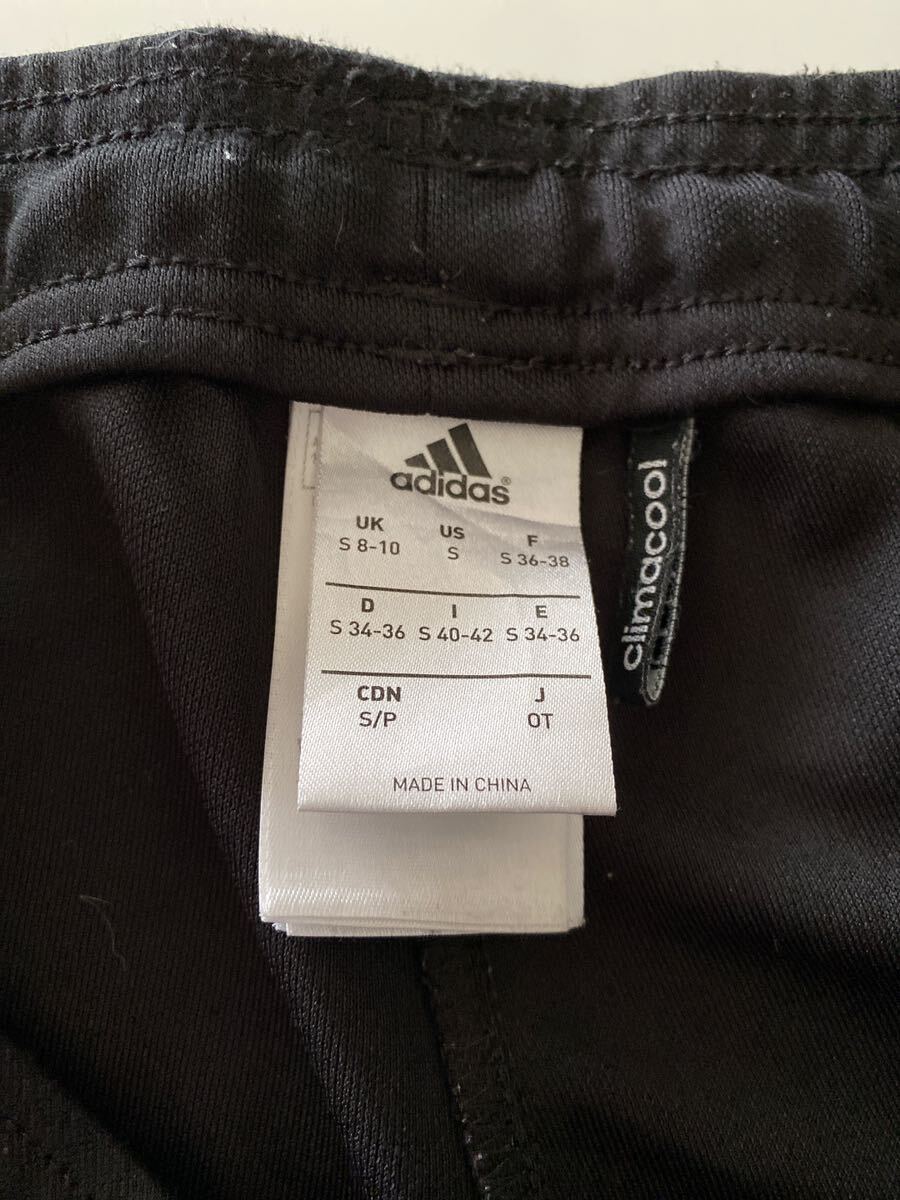 adidas®
UK US F
S 8-10 S S 36-38
D I E
S 34-36 S 40-42 S 34-36
CDN J
S/P OT
MADE IN CHINA
climacool